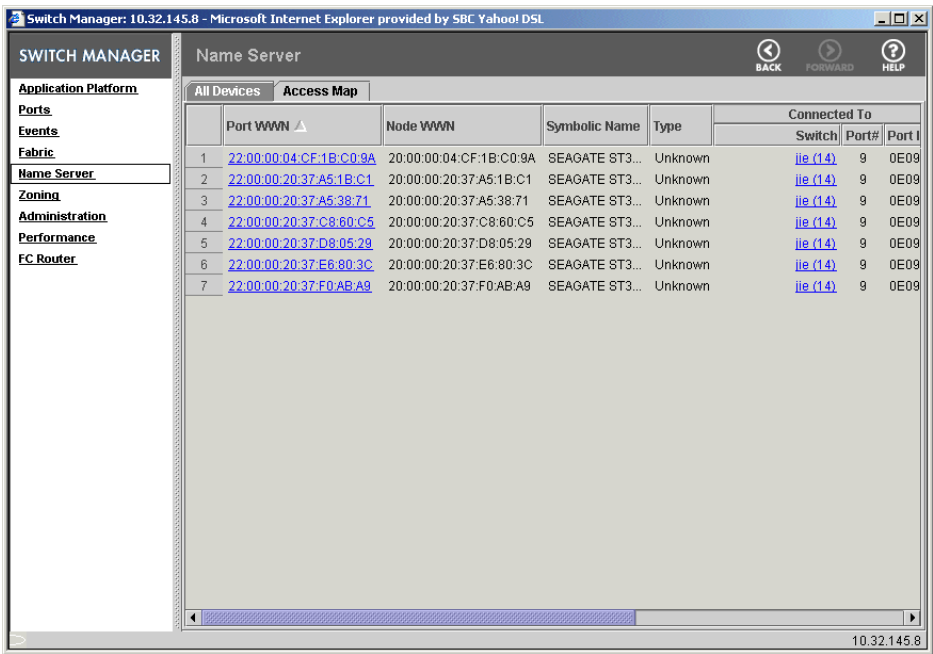 Switch Manager: 10.32.145.8 - Microsoft Internet Explorer provided by SBC Yahoo! DSL
SWITCH MANAGER
Name Server
BACK
FORWARD
HELP
Application Platform
Ports
Events
Fabric
Name Server
Zoning
Administration
Performance
FC Router
All Devices Access Map
Port WWN Node WWN Symbolic Name Type Connected To
Switch Port# Port I
1 22:00:00:04:CF:1B:C0:9A 20:00:00:04:CF:1B:C0:9A SEAGATE ST3... Unknown jie (14) 9 0E09
2 22:00:00:20:37:A5:1B:C1 20:00:00:20:37:A5:1B:C1 SEAGATE ST3... Unknown jie (14) 9 0E09
3 22:00:00:20:37:A5:38:71 20:00:00:20:37:A5:38:71 SEAGATE ST3... Unknown jie (14) 9 0E09
4 22:00:00:20:37:C8:60:C5 20:00:00:20:37:C8:60:C5 SEAGATE ST3... Unknown jie (14) 9 0E09
5 22:00:00:20:37:D8:05:29 20:00:00:20:37:D8:05:29 SEAGATE ST3... Unknown jie (14) 9 0E09
6 22:00:00:20:37:E6:80:3C 20:00:00:20:37:E6:80:3C SEAGATE ST3... Unknown jie (14) 9 0E09
7 22:00:00:20:37:F0:AB:A9 20:00:00:20:37:F0:AB:A9 SEAGATE ST3... Unknown jie (14) 9 0E09
10.32.145.8